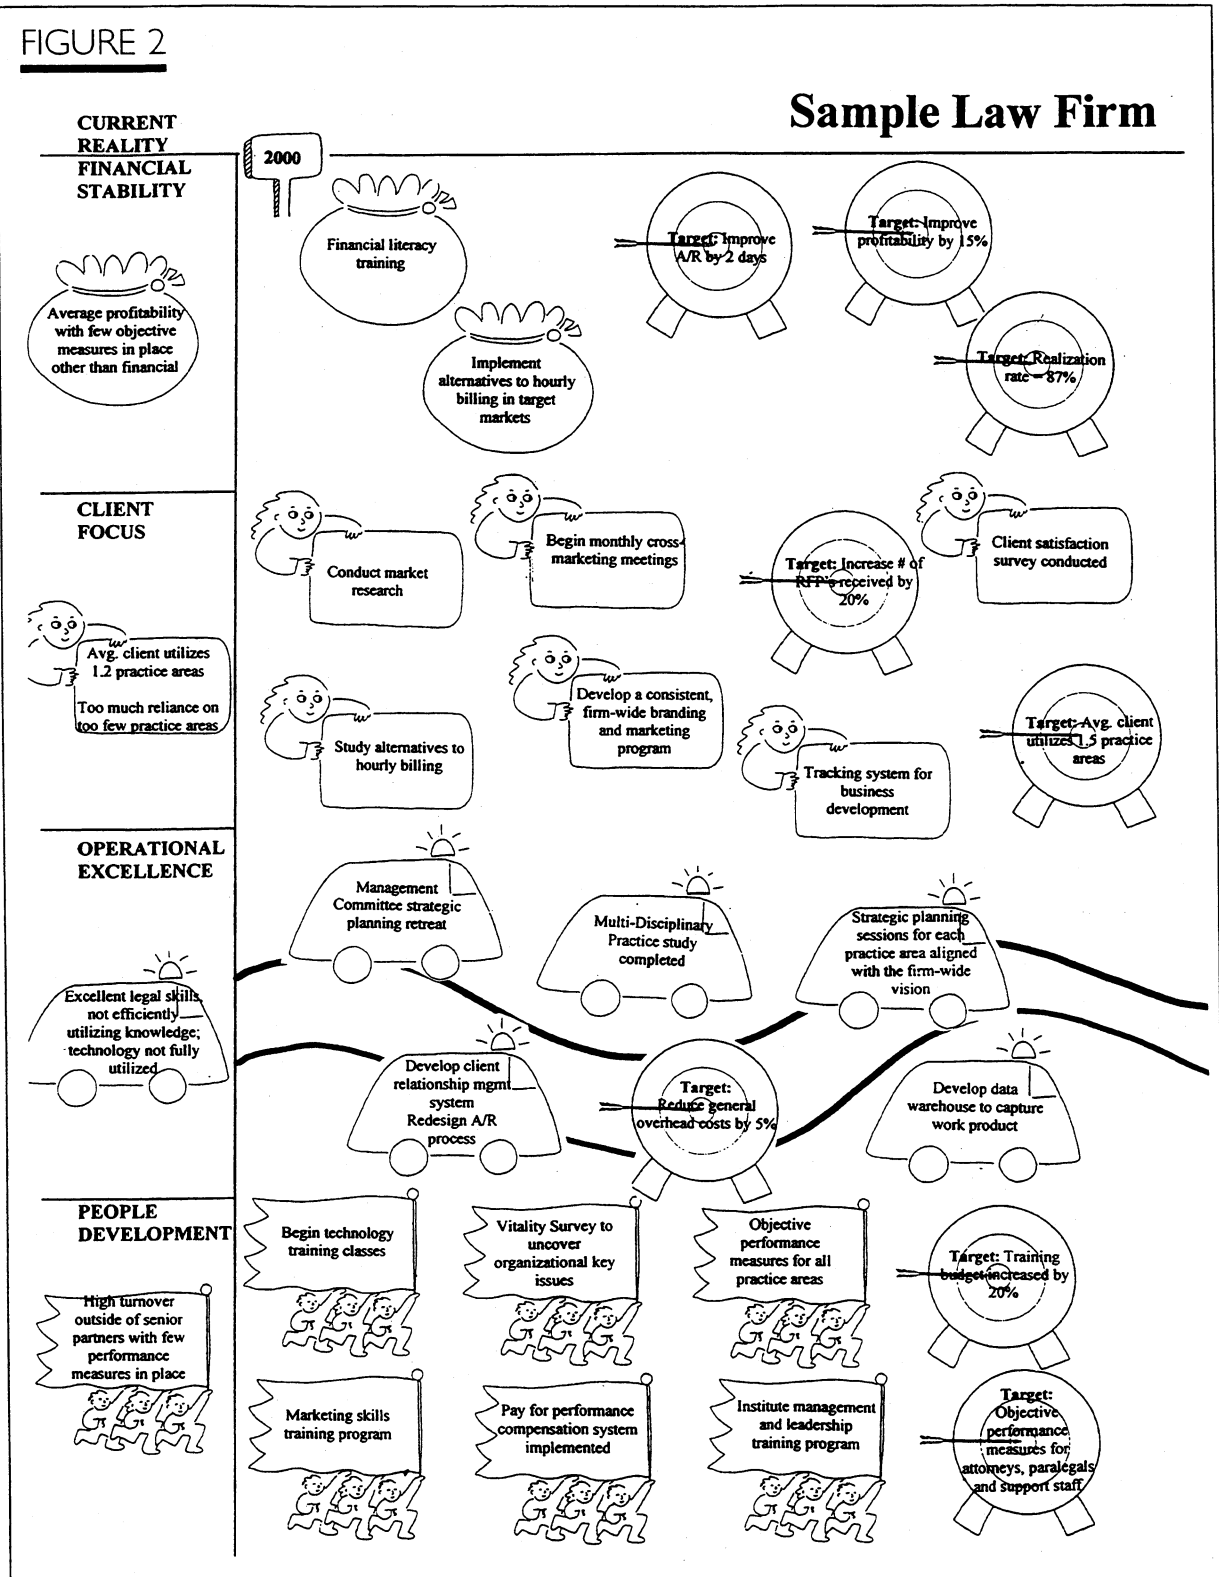 FIGURE 2
Sample Law Firm
CURRENT
REALITY
FINANCIAL
STABILITY
2000
Average profitability
with few objective
measures in place
other than financial
Financial literacy
training
Implement
alternatives to hourly
billing in target
markets
Target: Improve
A/R by 2 days
Target: Improve
profitability by 15%
Target: Realization
rate = 87%
CLIENT
FOCUS
Avg. client utilizes
1.2 practice areas
Too much reliance on
too few practice areas
Conduct market
research
Begin monthly cross-
marketing meetings
Target: Increase # of
RFP's received by
20%
Client satisfaction
survey conducted
Study alternatives to
hourly billing
Develop a consistent,
firm-wide branding
and marketing
program
Tracking system for
business
development
Target: Avg. client
utilizes 1.5 practice
areas
OPERATIONAL
EXCELLENCE
Excellent legal skills,
not efficiently
utilizing knowledge;
technology not fully
utilized
Management
Committee strategic
planning retreat
Multi-Disciplinary
Practice study
completed
Strategic planning
sessions for each
practice area aligned
with the firm-wide
vision
Develop client
relationship mgmt
system
Redesign A/R
process
Target:
Reduce general
overhead costs by 5%
Develop data
warehouse to capture
work product
PEOPLE
DEVELOPMENT
High turnover
outside of senior
partners with few
performance
measures in place
Begin technology
training classes
Vitality Survey to
uncover
organizational key
issues
Objective
performance
measures for all
practice areas
Target: Training
budget increased by
20%
Marketing skills
training program
Pay for performance
compensation system
implemented
Institute management
and leadership
training program
Target:
Objective
performance
measures for
attorneys, paralegals
and support staff